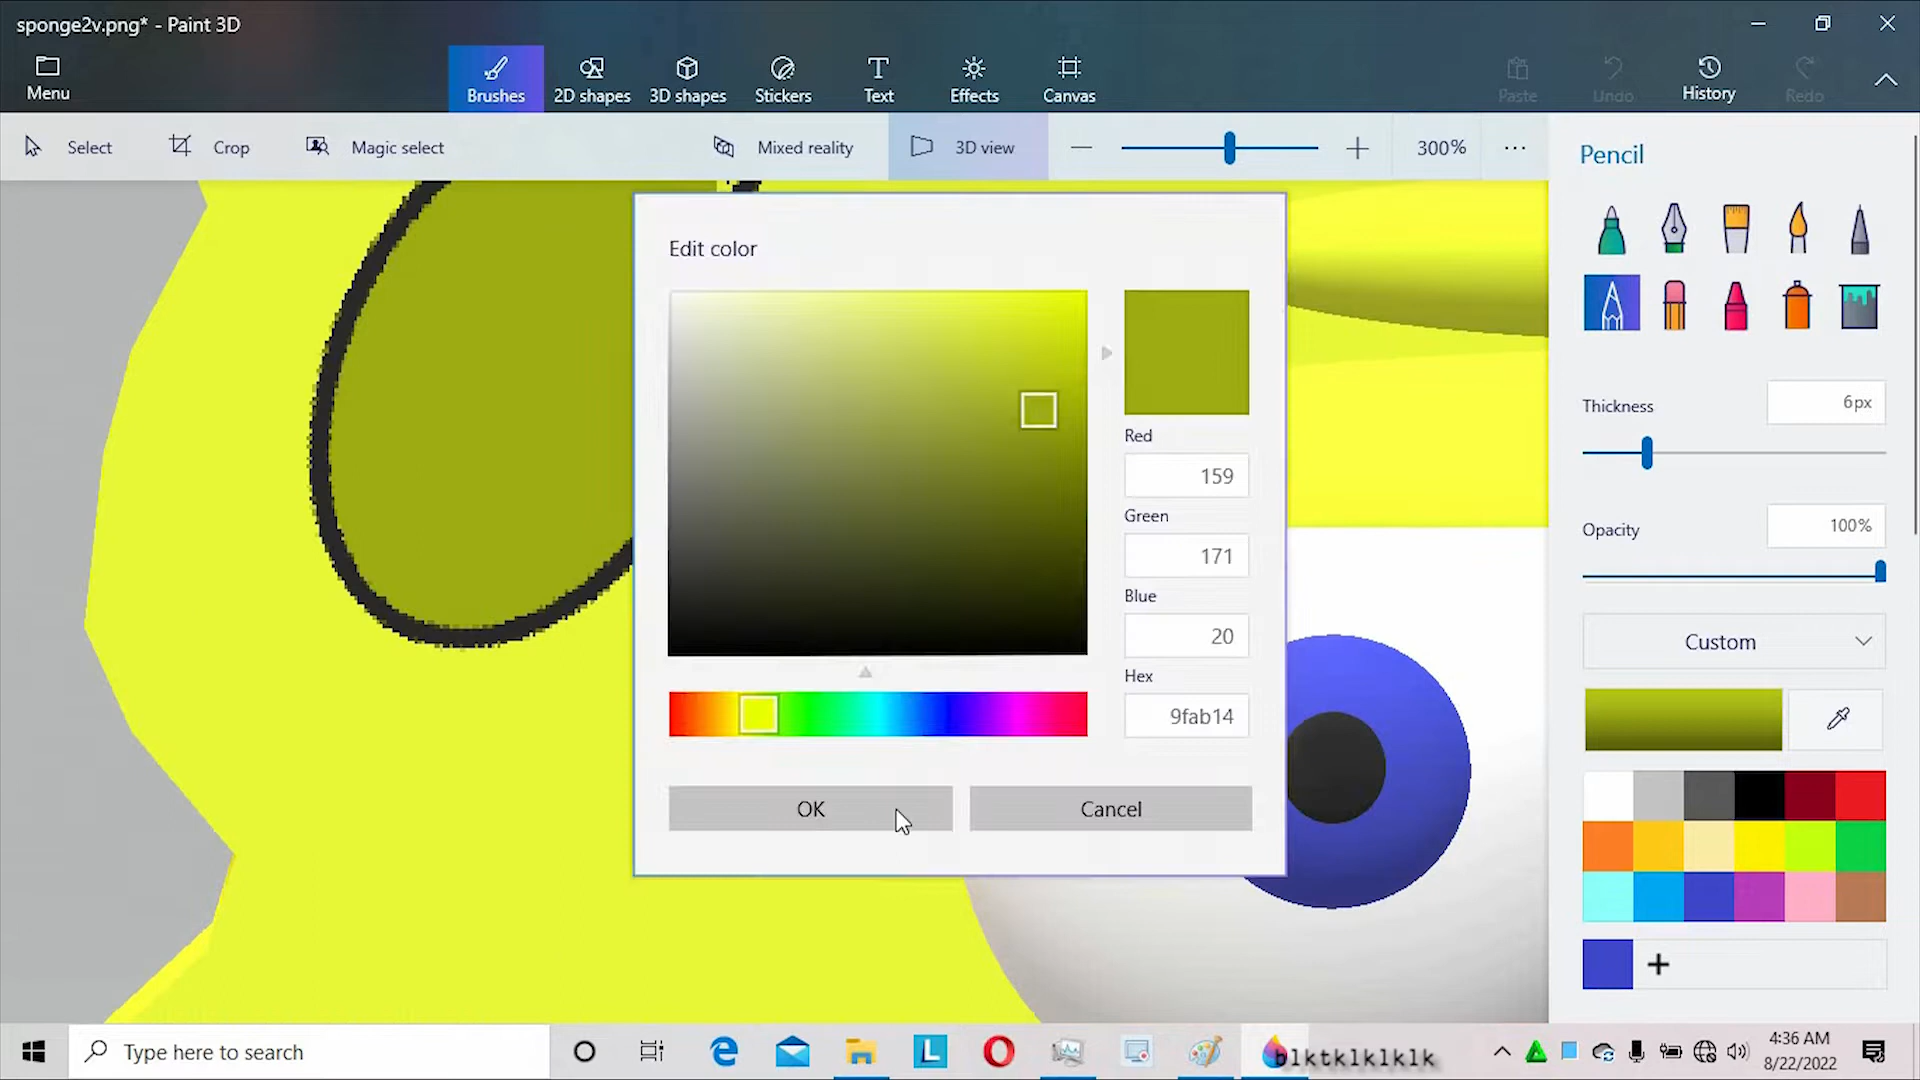 sponge2v.png* - Paint 3D
Menu
Brushes
2D shapes
3D shapes
Stickers
Text
Effects
Canvas
Paste
Undo
History
Redo
Select
Crop
Magic select
Mixed reality
3D view
300%
Pencil
Edit color
Red
159
Green
171
Blue
20
Hex
9fab14
OK
Cancel
Thickness
6px
Opacity
100%
Custom
Type here to search
blktklklklk
4:36 AM
8/22/2022